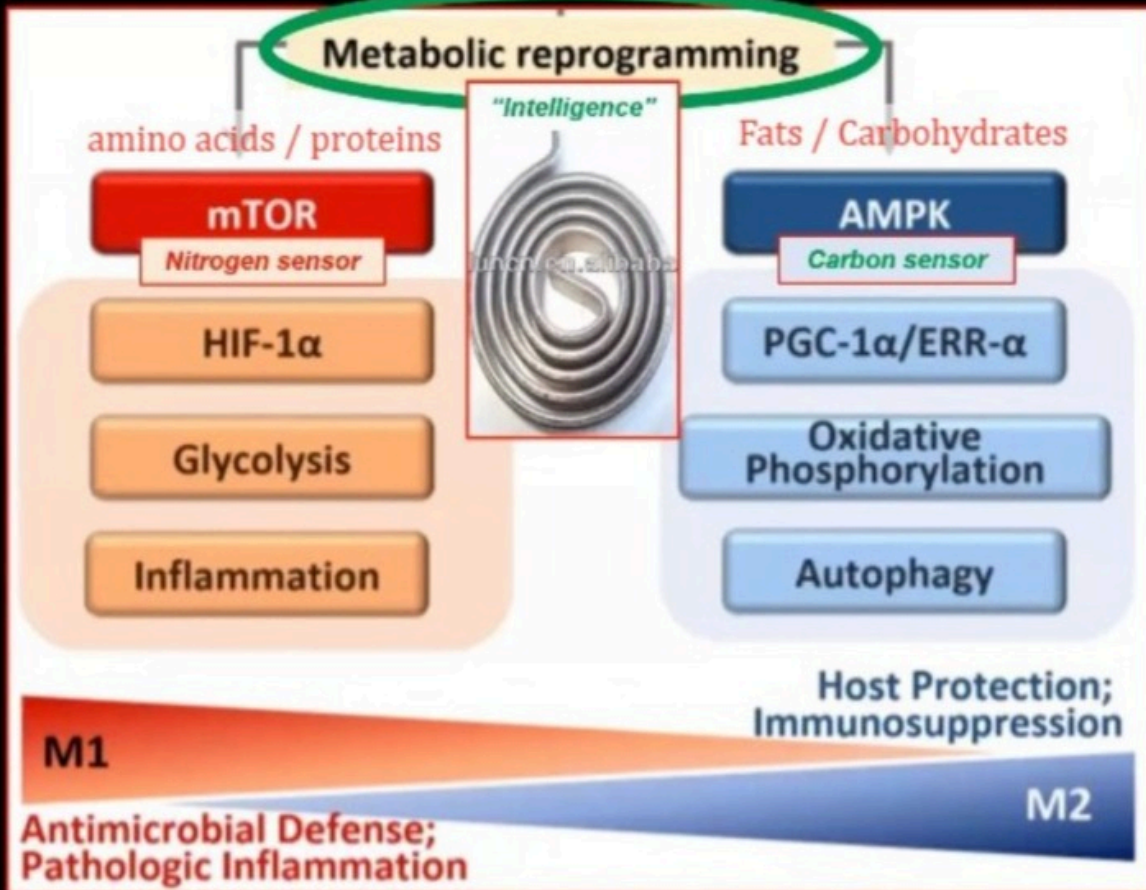 Metabolic reprogramming
"Intelligence"
amino acids / proteins
Fats / Carbohydrates
mTOR
Nitrogen sensor
HIF-1α
Glycolysis
Inflammation
AMPK
Carbon sensor
PGC-1α/ERR-α
Oxidative
Phosphorylation
Autophagy
Host Protection;
Immunosuppression
M1
M2
Antimicrobial Defense;
Pathologic Inflammation